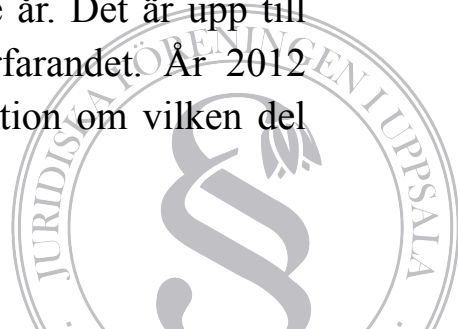 e år. Det är upp till
rfarandet. År 2012
tion om vilken del
JURIDISKA FÖRENINGEN I UPPSALA
§